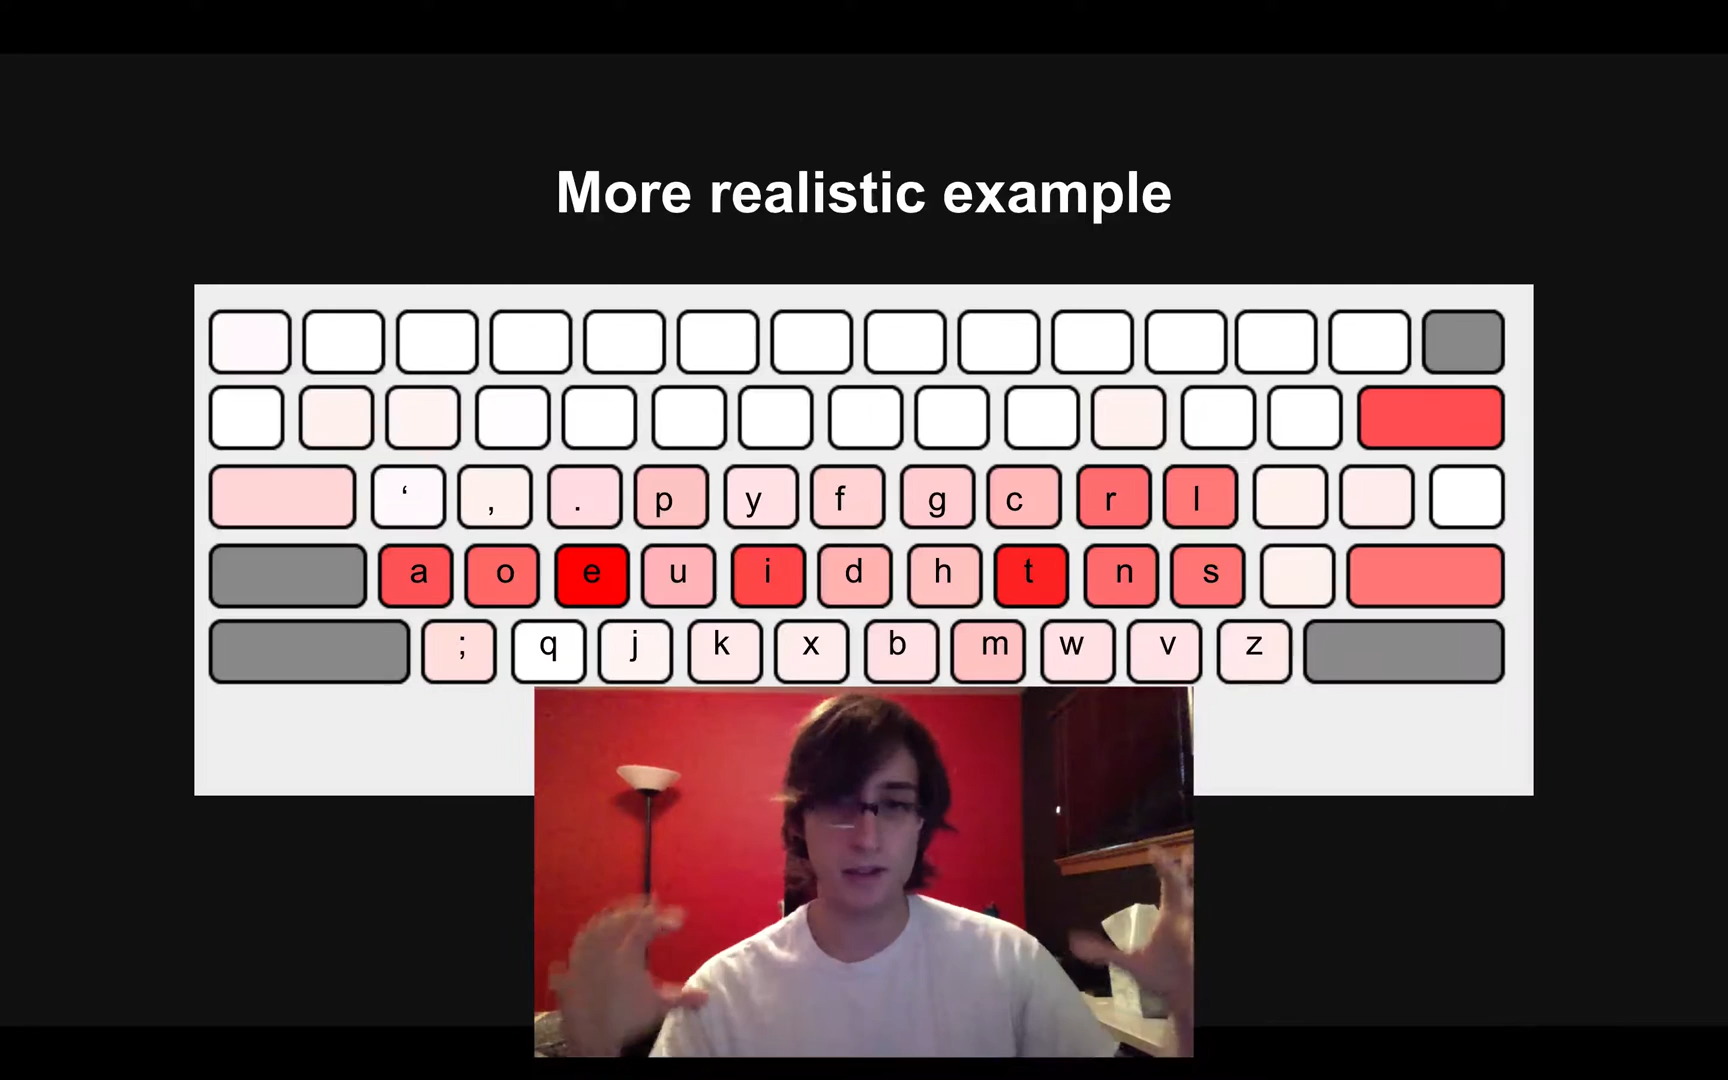 More realistic example
‘ , . p y f g c r l
a o e u i d h t n s
; q j k x b m w v z